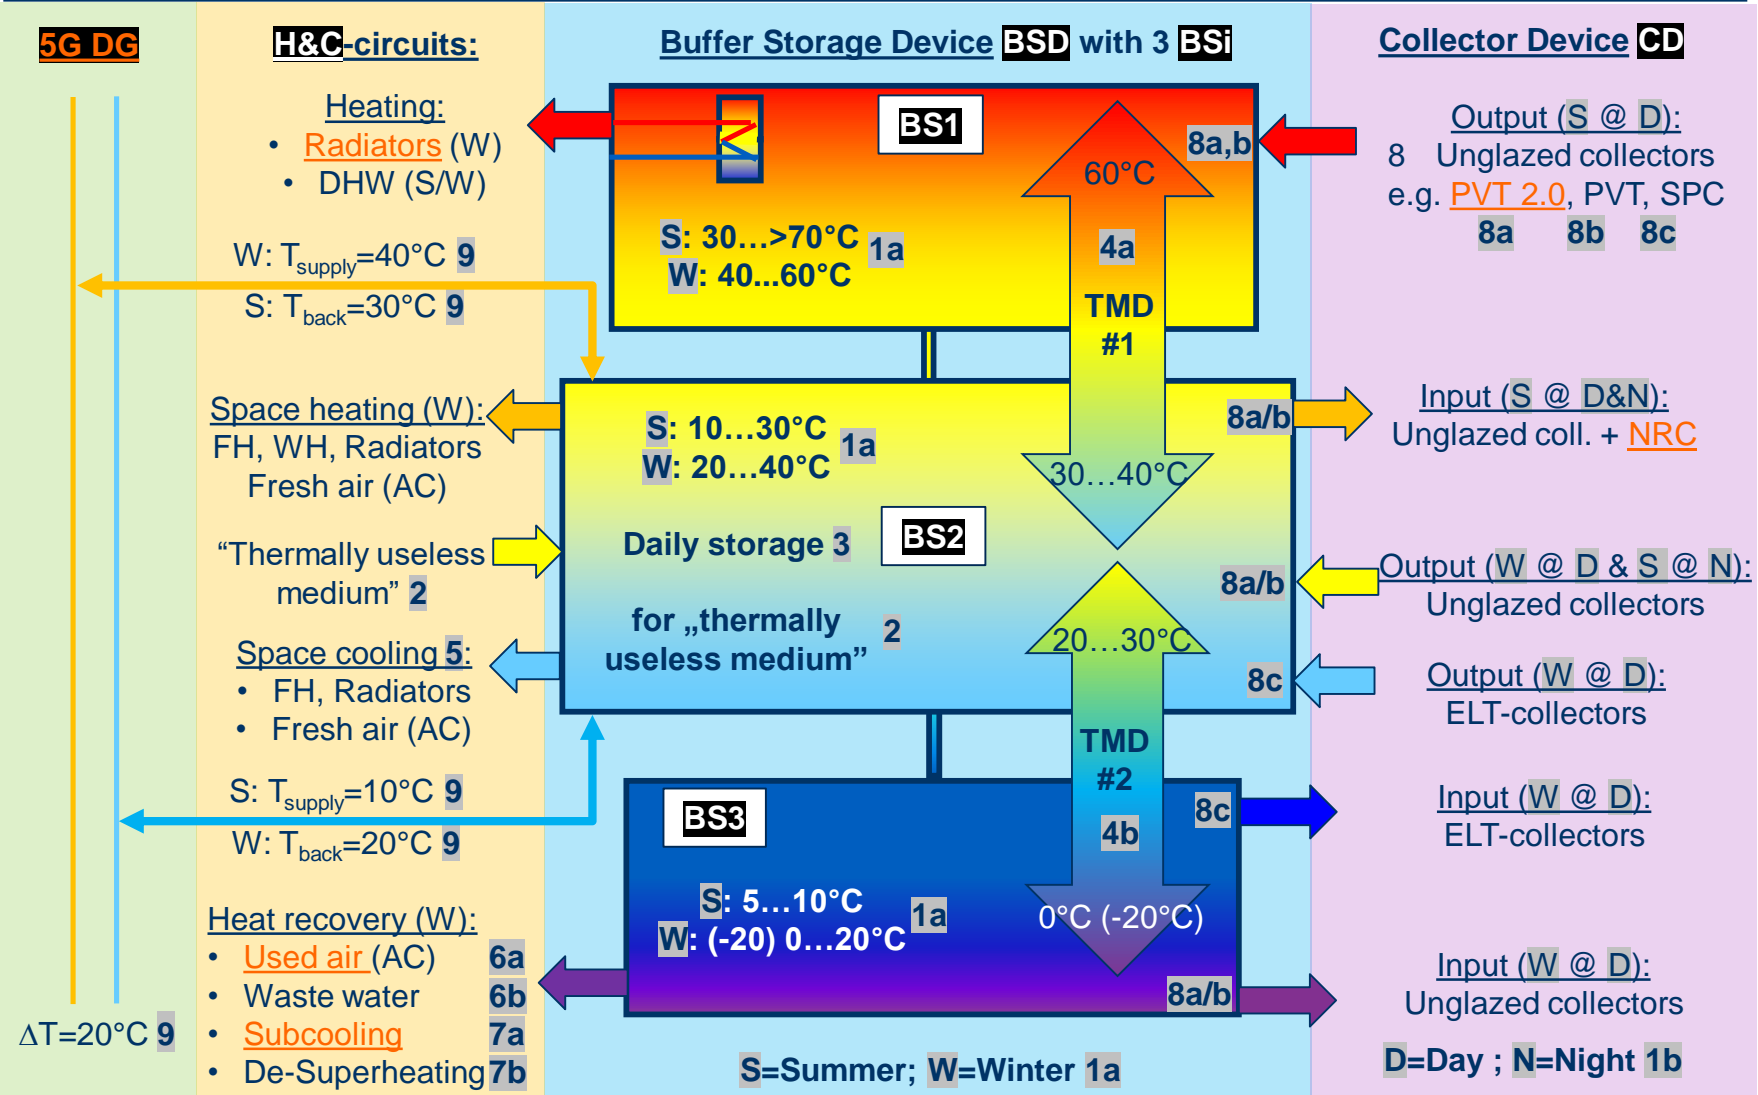 5G DG
H&C-circuits:
Heating:
• Radiators (W)
• DHW (S/W)
W: Tsupply=40°C 9
S: Tback=30°C 9
Space heating (W):
FH, WH, Radiators
Fresh air (AC)
“Thermally useless
medium” 2
Space cooling 5:
• FH, Radiators
• Fresh air (AC)
S: Tsupply=10°C 9
W: Tback=20°C 9
Heat recovery (W):
• Used air (AC) 6a
• Waste water 6b
• Subcooling 7a
• De-Superheating 7b
ΔT=20°C 9
Buffer Storage Device BSD with 3 BSi
BS1
8a,b
60°C
S: 30…>70°C 1a
W: 40...60°C
4a
TMD
#1
S: 10…30°C 1a
W: 20…40°C
8a/b
30…40°C
Daily storage 3
BS2
8a/b
for „thermally
useless medium” 2
20…30°C
8c
TMD
#2
BS3
8c
4b
S: 5…10°C 1a
W: (-20) 0…20°C
0°C (-20°C)
8a/b
S=Summer; W=Winter 1a
Collector Device CD
Output (S @ D):
8 Unglazed collectors
e.g. PVT 2.0, PVT, SPC
8a 8b 8c
Input (S @ D&N):
Unglazed coll. + NRC
Output (W @ D & S @ N):
Unglazed collectors
Output (W @ D):
ELT-collectors
Input (W @ D):
ELT-collectors
Input (W @ D):
Unglazed collectors
D=Day ; N=Night 1b